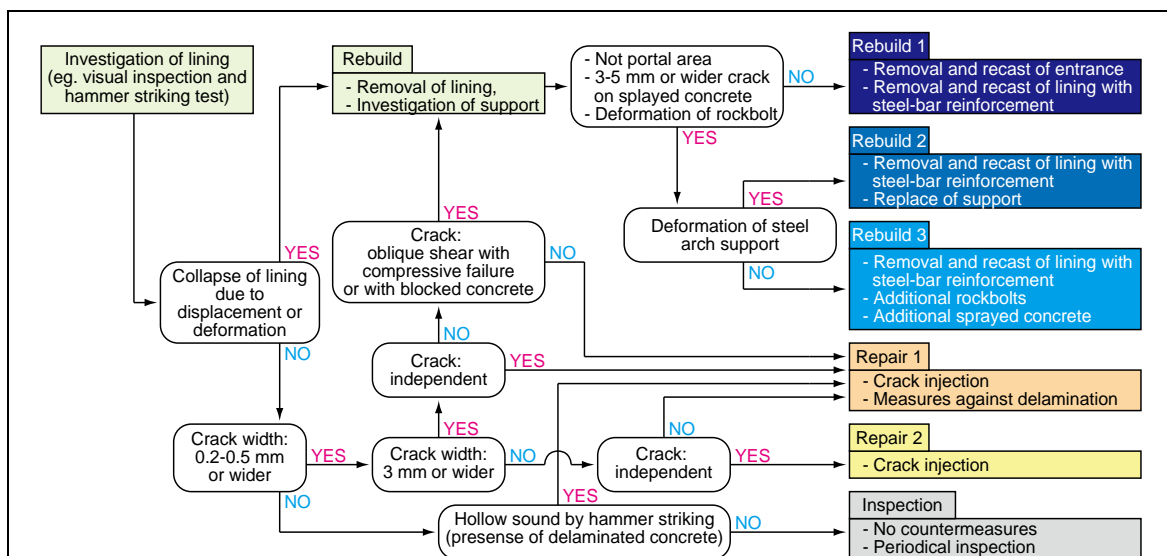 Investigation of lining
(eg. visual inspection and
hammer striking test)
Rebuild
- Removal of lining,
- Investigation of support
- Not portal area
- 3-5 mm or wider crack
on splayed concrete
- Deformation of rockbolt
NO
YES
Rebuild 1
- Removal and recast of entrance
- Removal and recast of lining with
steel-bar reinforcement
Rebuild 2
- Removal and recast of lining with
steel-bar reinforcement
- Replace of support
YES
Deformation of steel
arch support
NO
Rebuild 3
- Removal and recast of lining with
steel-bar reinforcement
- Additional rockbolts
- Additional sprayed concrete
YES
Collapse of lining
due to
displacement or
deformation
NO
YES
Crack:
oblique shear with
compressive failure
or with blocked concrete
NO
NO
Crack:
independent
YES
Repair 1
- Crack injection
- Measures against delamination
YES
NO
Crack width:
0.2-0.5 mm
or wider
YES
Crack width:
3 mm or wider
NO
Crack:
independent
YES
Repair 2
- Crack injection
NO
YES
Hollow sound by hammer striking
(presense of delaminated concrete)
NO
Inspection
- No countermeasures
- Periodical inspection